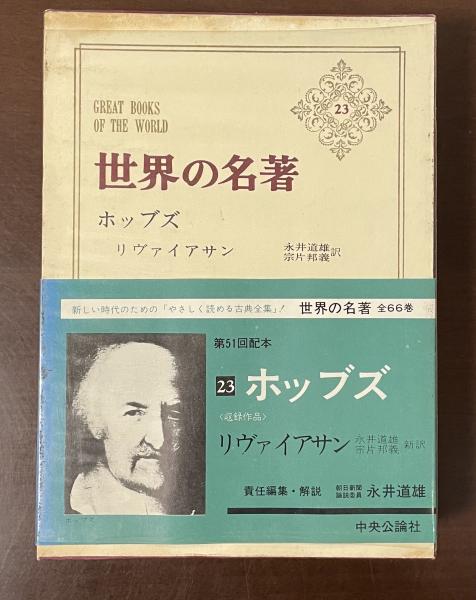 GREAT BOOKS
OF THE WORLD
23
世界の名著
ホッブズ
リヴァイアサン
永井道雄
宗片邦義 訳
新しい時代のための「やさしく読める古典全集」!
世界の名著 全66巻
第51回配本
23 ホッブズ
〈収録作品〉
リヴァイアサン 永井道雄
宗片邦義 新訳
責任編集・解説 朝日新聞
論説委員 永井道雄
ホッブズ
中央公論社